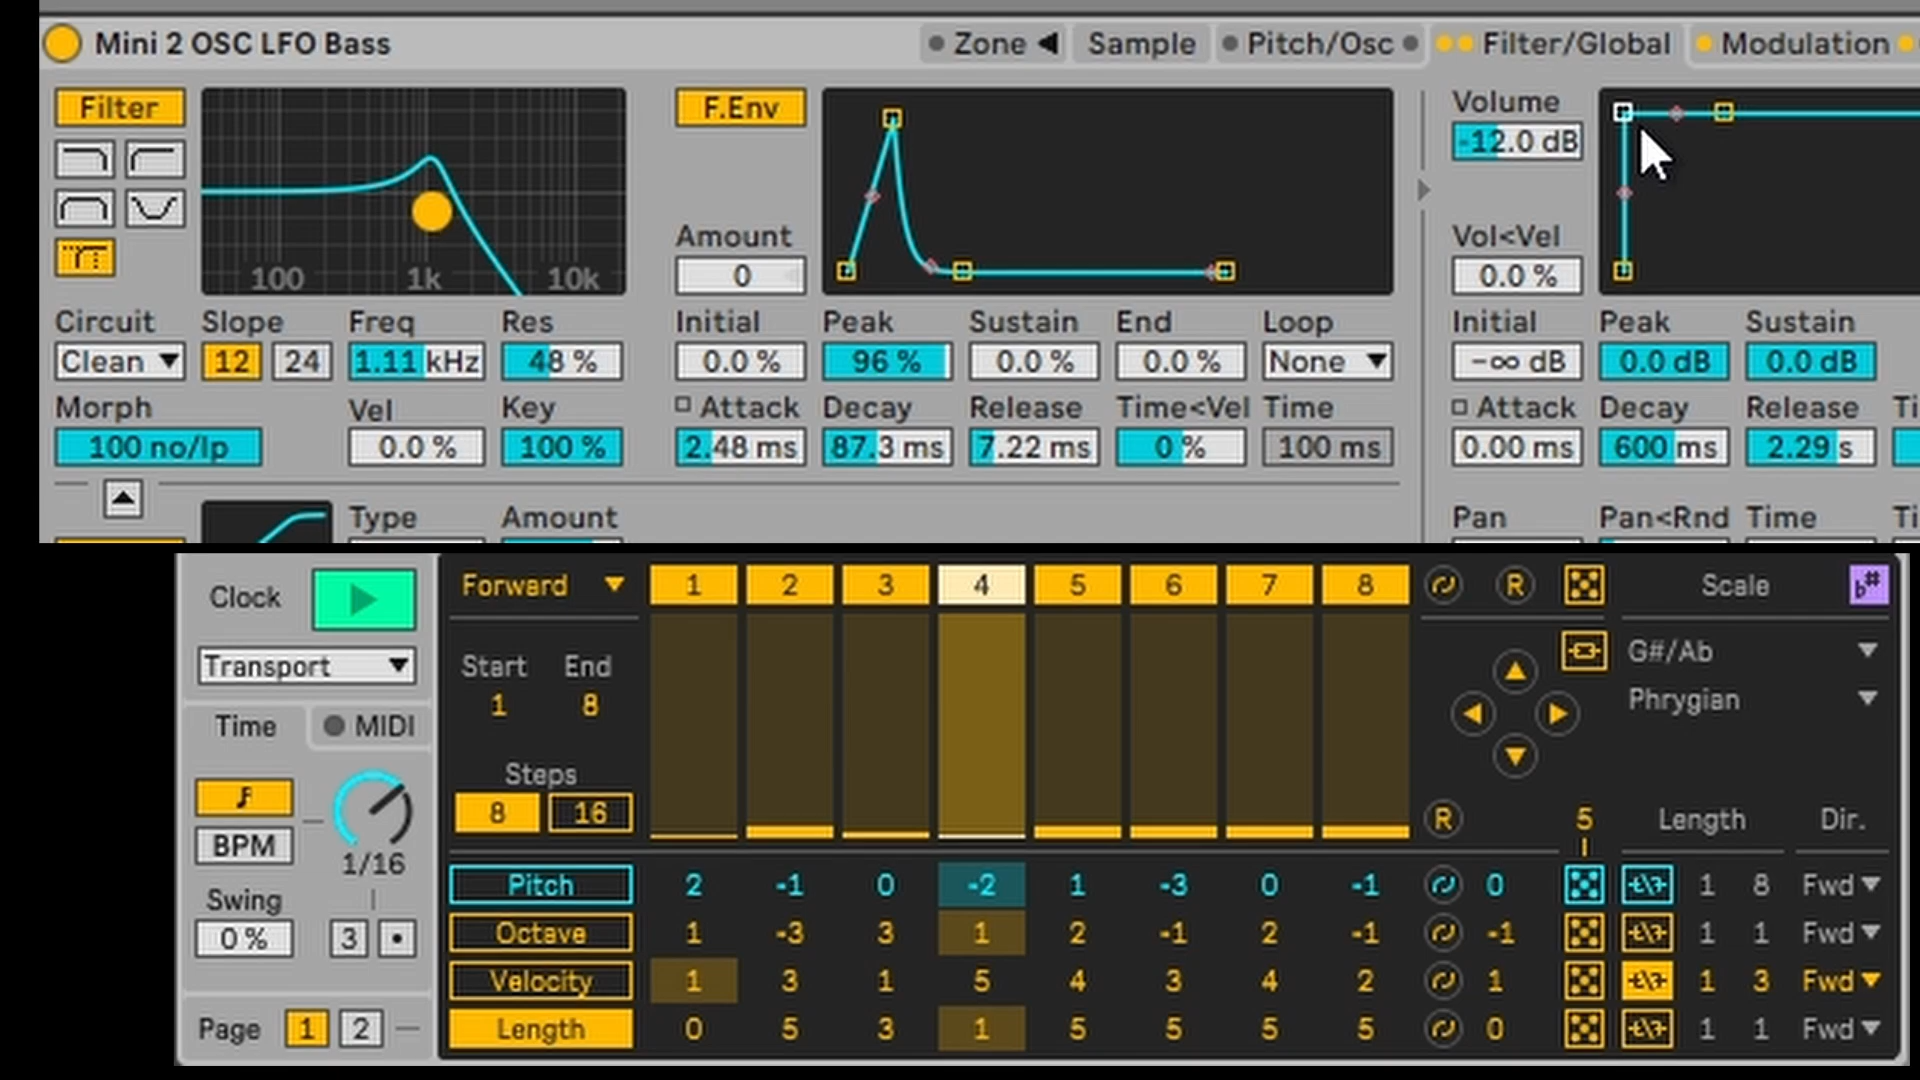 Mini 2 OSC LFO Bass Zone Sample Pitch/Osc Filter/Global Modulation
Filter F.Env Volume
-12.0 dB
Amount Vol<Vel
100 1k 10k 0 0.0 %
Circuit Slope Freq Res Initial Peak Sustain End Loop Initial Peak Sustain
Clean 12 24 1.11 kHz 48 % 0.0 % 96 % 0.0 % 0.0 % None -∞ dB 0.0 dB 0.0 dB
Morph Vel Key Attack Decay Release Time<Vel Time Attack Decay Release Ti
100 no/lp 0.0 % 100 % 2.48 ms 87.3 ms 7.22 ms 0 % 100 ms 0.00 ms 600 ms 2.29 s
Type Amount Pan Pan<Rnd Time Ti
Clock Forward 1 2 3 4 5 6 7 8 R Scale b#
Transport Start End G#/Ab
1 8 Phrygian
Time MIDI
Steps
8 16 R 5 Length Dir.
BPM 1/16
Pitch 2 -1 0 -2 1 -3 0 -1 0 1 8 Fwd
Swing Octave 1 -3 3 1 2 -1 2 -1 -1 1 1 Fwd
0 % 3 Velocity 1 3 1 5 4 3 4 2 1 1 3 Fwd
Page 1 2 Length 0 5 3 1 5 5 5 5 0 1 1 Fwd